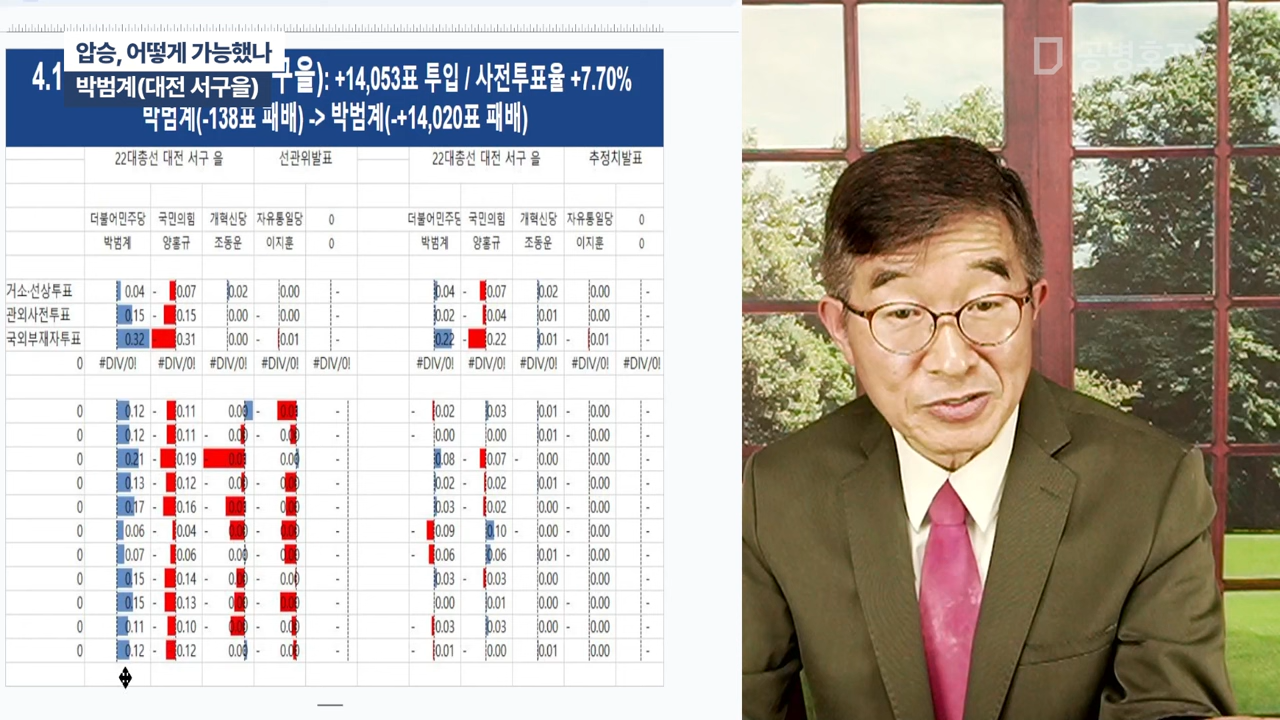 압승, 어떻게 가능했나
박범계(대전 서구을)
4.1 구을): +14,053표 투입 / 사전투표율 +7.70%
박범계(-138표 패배) -> 박범계(-+14,020표 패배)
22대총선 대전 서구 을 선관위발표 22대총선 대전 서구 을 추정치발표
더불어민주당 국민의힘 개혁신당 자유통일당 0 더불어민주당 국민의힘 개혁신당 자유통일당 0
박범계 양홍규 조동운 이지훈 0 박범계 양홍규 조동운 이지훈 0
거소·선상투표 0.04 - 0.07 0.02 0.00 - 0.04 - 0.07 0.02 0.00 -
관외사전투표 0.15 - 0.15 0.00 - 0.00 - 0.02 - 0.04 0.01 0.00 -
국외부재자투표 0.32 - 0.31 0.00 - 0.01 - 0.22 - 0.22 0.01 - 0.01 -
0 #DIV/0! #DIV/0! #DIV/0! #DIV/0! #DIV/0! #DIV/0! #DIV/0! #DIV/0! #DIV/0! #DIV/0!
0 0.12 - 0.11 0.00 - - - 0.02 0.03 0.01 - 0.00 -
0 0.12 - 0.11 - - - 0.00 0.00 0.01 - 0.00 -
0 0.21 - 0.19 - 0.00 - 0.08 - 0.07 - 0.00 0.00 -
0 0.13 - 0.12 - - 0.02 - 0.02 0.01 - 0.00 -
0 0.17 - 0.16 - - 0.03 - 0.02 0.00 - 0.00 -
0 0.06 - 0.04 - - - 0.09 0.10 0.00 - 0.00 -
0 0.07 - 0.06 0.00 - - - 0.06 0.06 0.01 - 0.00 -
0 0.15 - 0.14 - - 0.03 - 0.03 0.00 0.00 -
0 0.15 - 0.13 - - 0.00 0.01 0.00 - 0.00 -
0 0.11 - 0.10 - - - 0.03 0.03 0.00 - 0.00 -
0 0.12 - 0.12 0.00 - - - 0.01 0.00 0.01 - 0.00 -